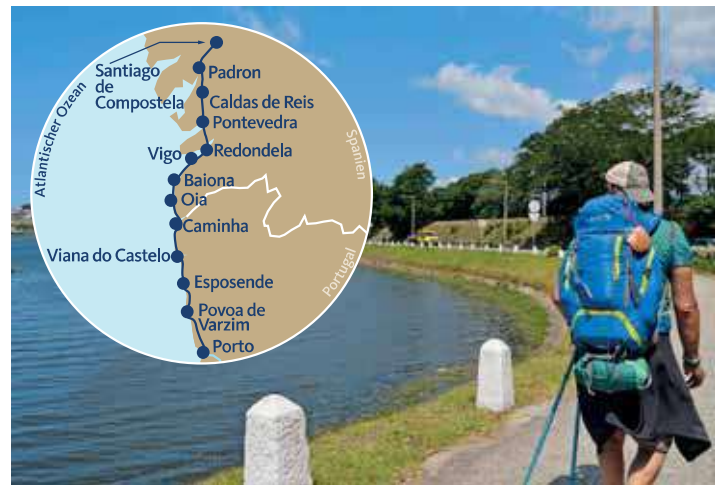 Santiago
de
Compostela
Padron
Caldas de Reis
Pontevedra
Vigo
Redondela
Baiona
Oia
Caminha
Viana do Castelo
Esposende
Povoa de
Varzim
Porto
Atlantischer Ozean
Spanien
Portugal